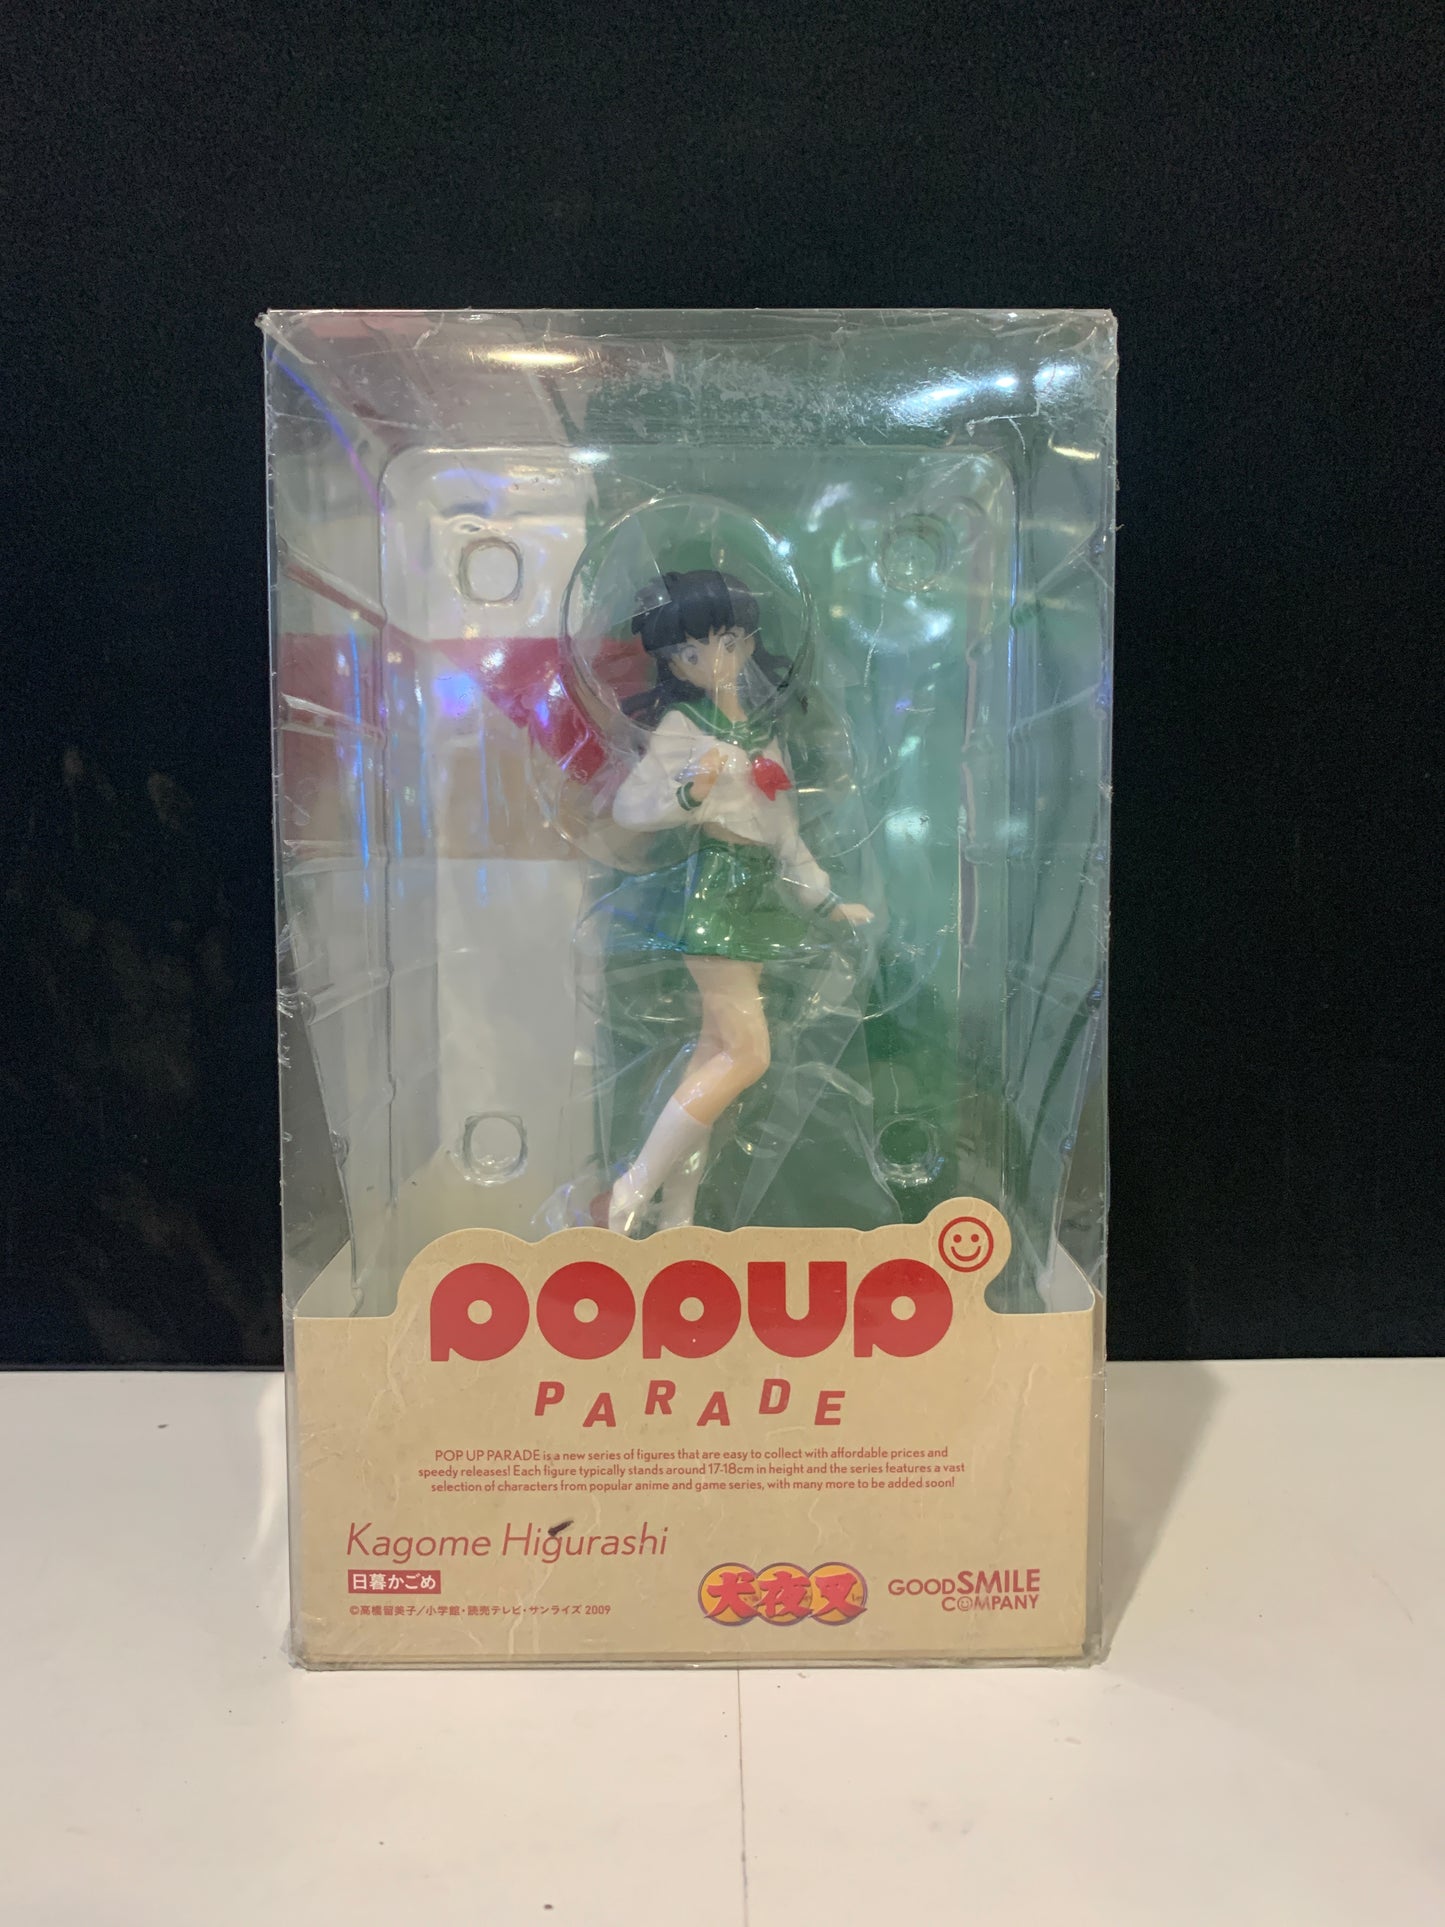 POPUP
PARADE
POP UP PARADE is a new series of figures that are easy to collect with affordable prices and
speedy releases! Each figure typically stands around 17-18cm in height and the series features a vast
selection of characters from popular anime and game series, with many more to be added soon!
Kagome Higurashi
日暮かごめ
©高橋留美子／小学館・読売テレビ・サンライズ 2009
犬夜叉
GOODSMILE
COMPANY